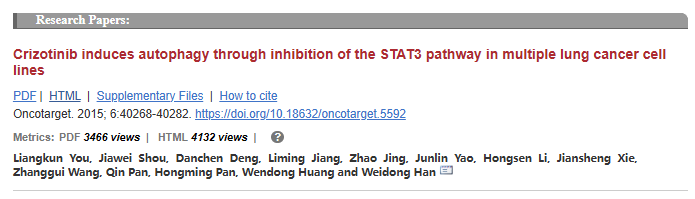 Research Papers:
Crizotinib induces autophagy through inhibition of the STAT3 pathway in multiple lung cancer cell
lines
PDF | HTML | Supplementary Files | How to cite
Oncotarget. 2015; 6:40268-40282. https://doi.org/10.18632/oncotarget.5592
Metrics: PDF 3466 views | HTML 4132 views | ?
Liangkun You, Jiawei Shou, Danchen Deng, Liming Jiang, Zhao Jing, Junlin Yao, Hongsen Li, Jiansheng Xie,
Zhanggui Wang, Qin Pan, Hongming Pan, Wendong Huang and Weidong Han